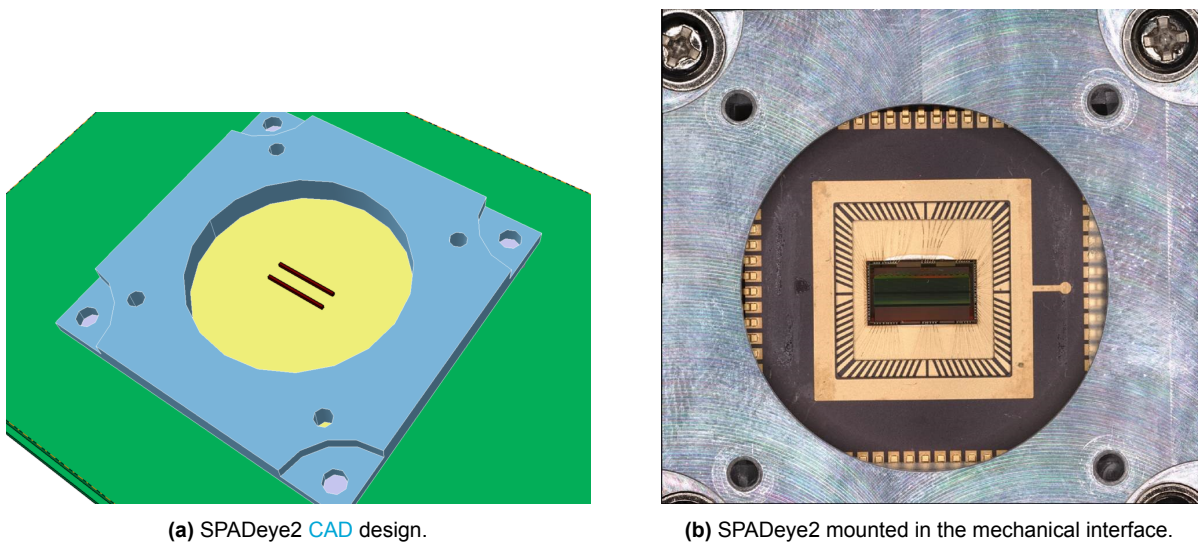 (a) SPADeye2 CAD design.
(b) SPADeye2 mounted in the mechanical interface.